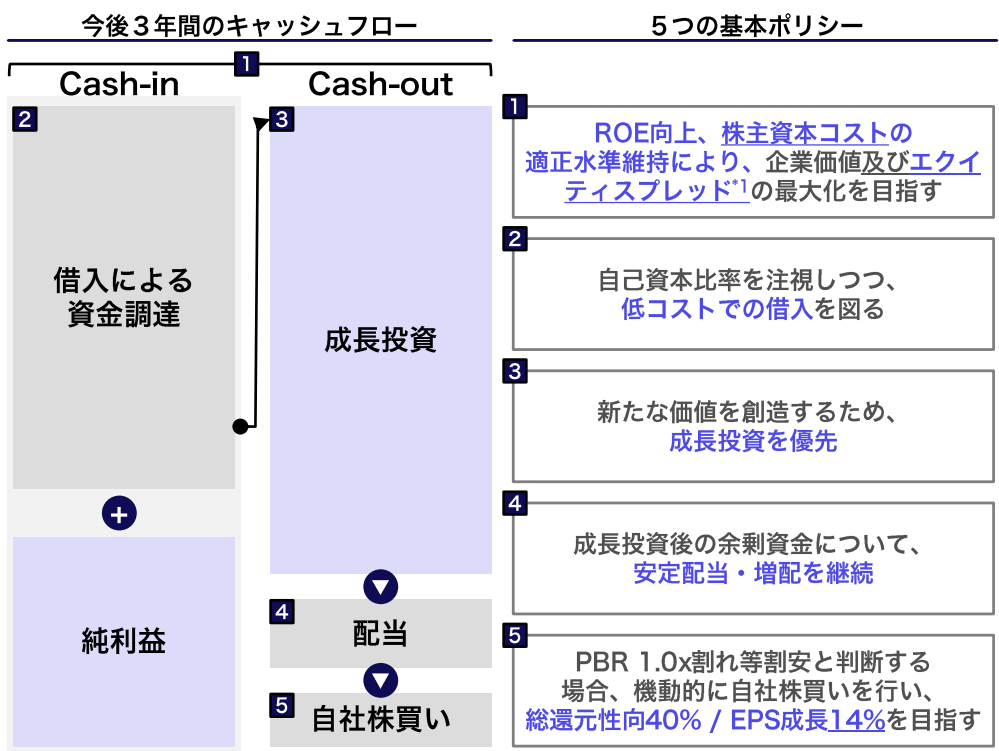 今後３年間のキャッシュフロー
1
Cash-in
Cash-out
2
借入による
資金調達
+
純利益
3
成長投資
4
配当
5
自社株買い
５つの基本ポリシー
1
ROE向上、株主資本コストの
適正水準維持により、企業価値及びエクイ
ティスプレッド*1の最大化を目指す
2
自己資本比率を注視しつつ、
低コストでの借入を図る
3
新たな価値を創造するため、
成長投資を優先
4
成長投資後の余剰資金について、
安定配当・増配を継続
5
PBR 1.0x割れ等割安と判断する
場合、機動的に自社株買いを行い、
総還元性向40% / EPS成長14%を目指す